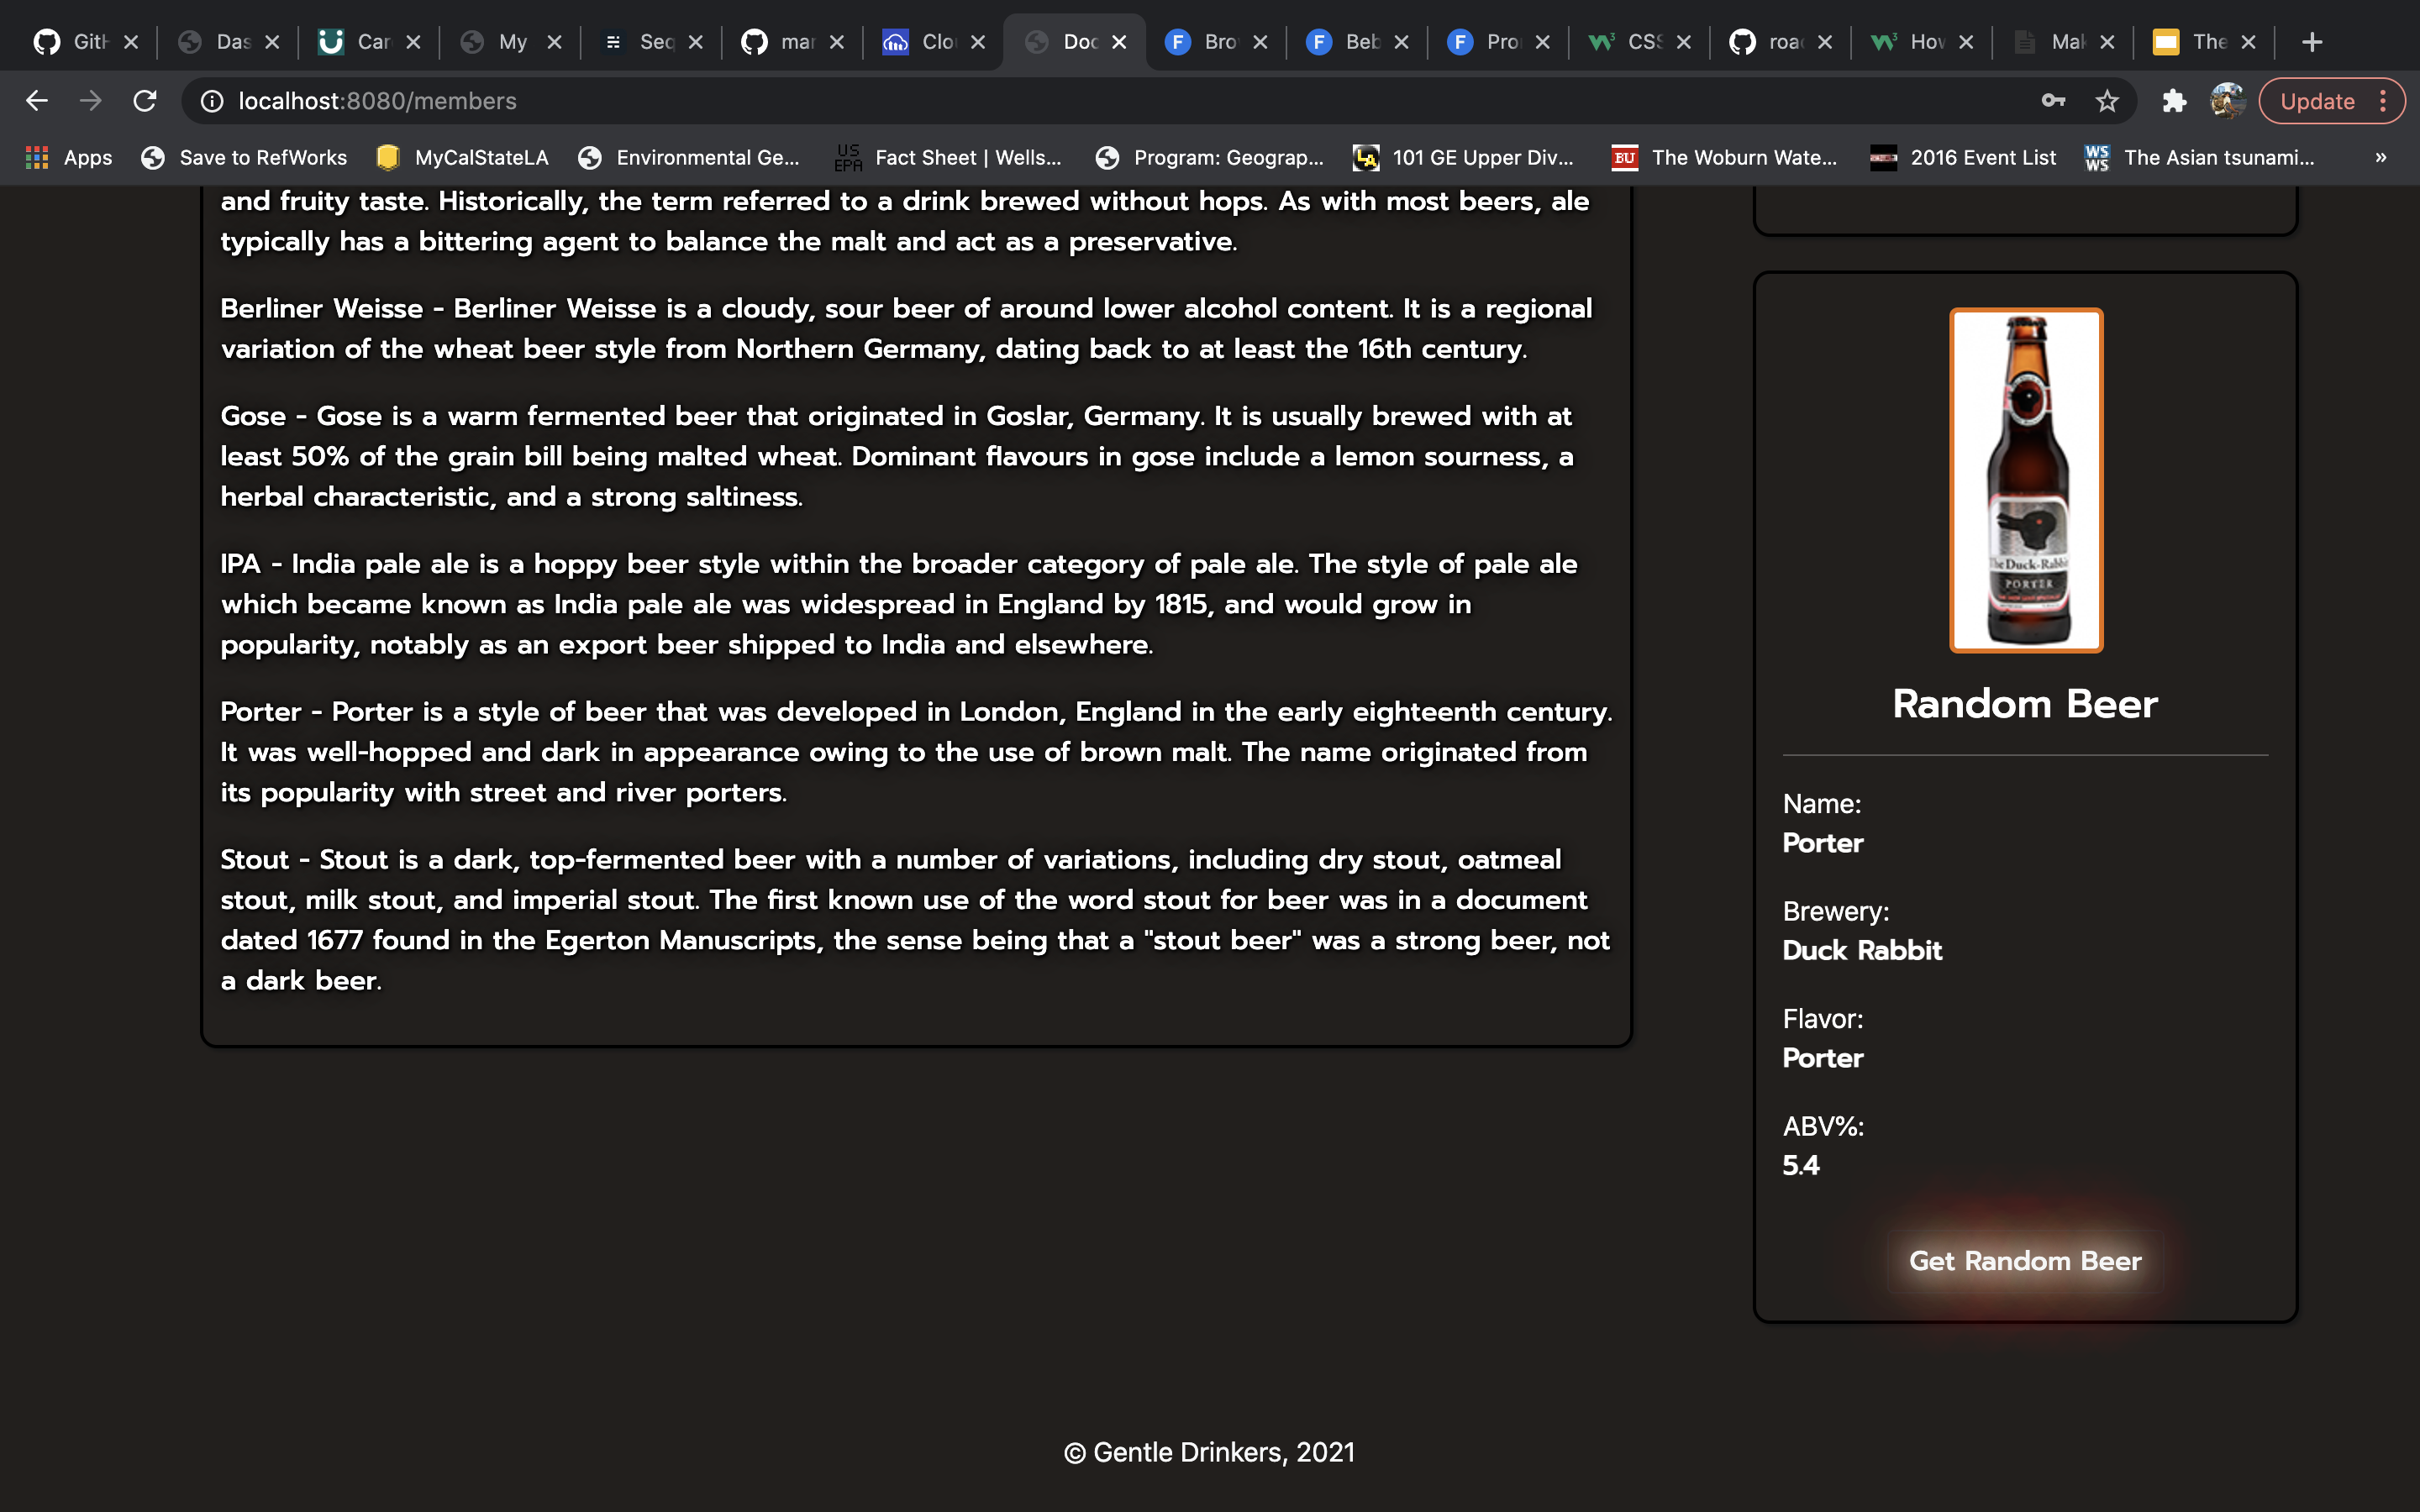 Git
Das
Car
My
Seq
mar
Clo
Doc
F
Bro
F
Beb
F
Pro
CSS
roa
How
Mak
The
localhost:8080/members
Update
Apps
Save to RefWorks
MyCalStateLA
Environmental Ge...
US EPA
Fact Sheet | Wells...
Program: Geograp...
LA
101 GE Upper Div...
BU
The Woburn Wate...
2016 Event List
WS WS
The Asian tsunami...
»
and fruity taste. Historically, the term referred to a drink brewed without hops. As with most beers, ale
typically has a bittering agent to balance the malt and act as a preservative.
Berliner Weisse - Berliner Weisse is a cloudy, sour beer of around lower alcohol content. It is a regional
variation of the wheat beer style from Northern Germany, dating back to at least the 16th century.
Gose - Gose is a warm fermented beer that originated in Goslar, Germany. It is usually brewed with at
least 50% of the grain bill being malted wheat. Dominant flavours in gose include a lemon sourness, a
herbal characteristic, and a strong saltiness.
IPA - India pale ale is a hoppy beer style within the broader category of pale ale. The style of pale ale
which became known as India pale ale was widespread in England by 1815, and would grow in
popularity, notably as an export beer shipped to India and elsewhere.
Porter - Porter is a style of beer that was developed in London, England in the early eighteenth century.
It was well-hopped and dark in appearance owing to the use of brown malt. The name originated from
its popularity with street and river porters.
Stout - Stout is a dark, top-fermented beer with a number of variations, including dry stout, oatmeal
stout, milk stout, and imperial stout. The first known use of the word stout for beer was in a document
dated 1677 found in the Egerton Manuscripts, the sense being that a "stout beer" was a strong beer, not
a dark beer.
The Duck-Rabbit
PORTER
Random Beer
Name:
Porter
Brewery:
Duck Rabbit
Flavor:
Porter
ABV%:
5.4
Get Random Beer
© Gentle Drinkers, 2021